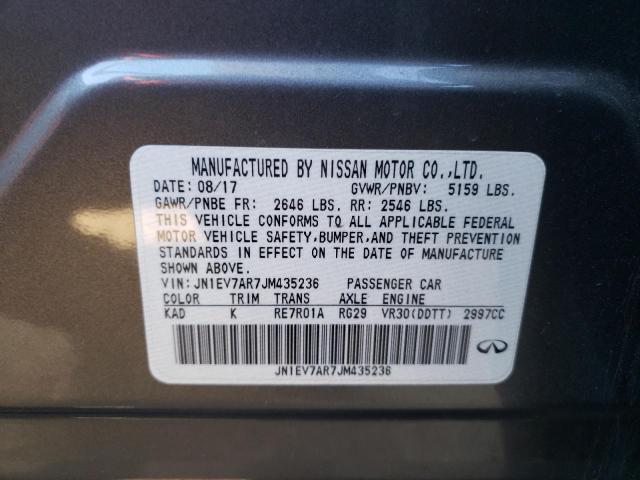 MANUFACTURED BY NISSAN MOTOR CO.,LTD.
DATE: 08/17 GVWR/PNBV: 5159 LBS.
GAWR/PNBE FR: 2646 LBS. RR: 2546 LBS.
THIS VEHICLE CONFORMS TO ALL APPLICABLE FEDERAL
MOTOR VEHICLE SAFETY,BUMPER,AND THEFT PREVENTION
STANDARDS IN EFFECT ON THE DATE OF MANUFACTURE
SHOWN ABOVE.
VIN: JN1EV7AR7JM435236 PASSENGER CAR
COLOR TRIM TRANS AXLE ENGINE
KAD K RE7R01A RG29 VR30(DDTT) 2997CC
JN1EV7AR7JM435236